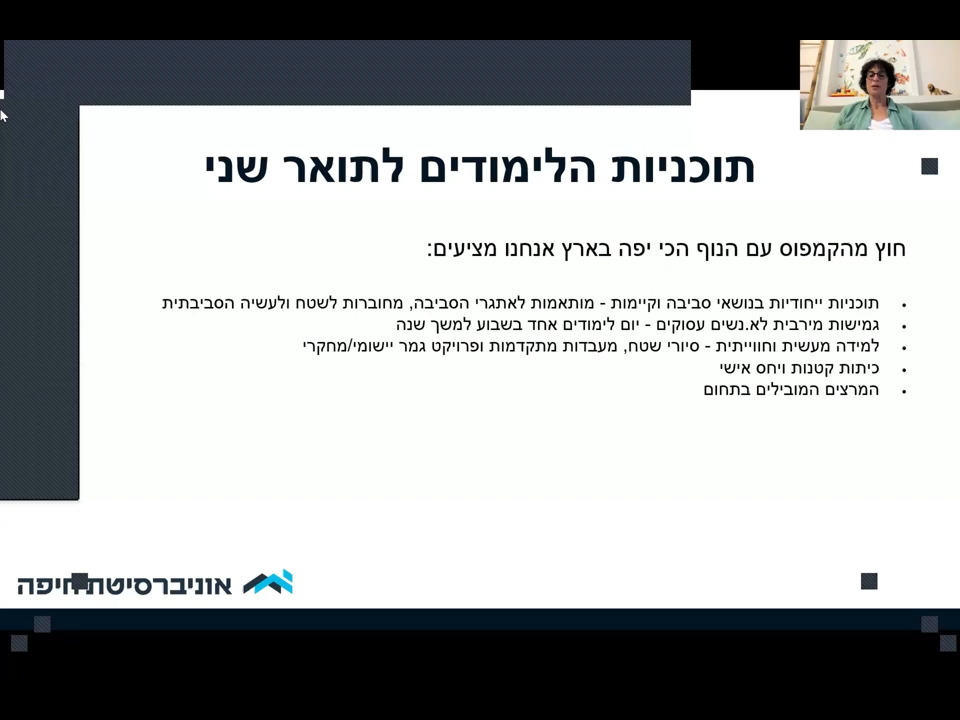 תוכניות הלימודים לתואר שני
חוץ מהקמפוס עם הנוף הכי יפה בארץ אנחנו מציעים:
• תוכניות ייחודיות בנושאי סביבה וקיימות - מותאמות לאתגרי הסביבה, מחוברות לשטח ולעשיה הסביבתית
• גמישות מירבית לא.נשים עסוקים - יום לימודים אחד בשבוע למשך שנה
• למידה מעשית וחווייתית - סיורי שטח, מעבדות מתקדמות ופרויקט גמר יישומי/מחקרי
• כיתות קטנות ויחס אישי
• המרצים המובילים בתחום
אוניברסיטת חיפה